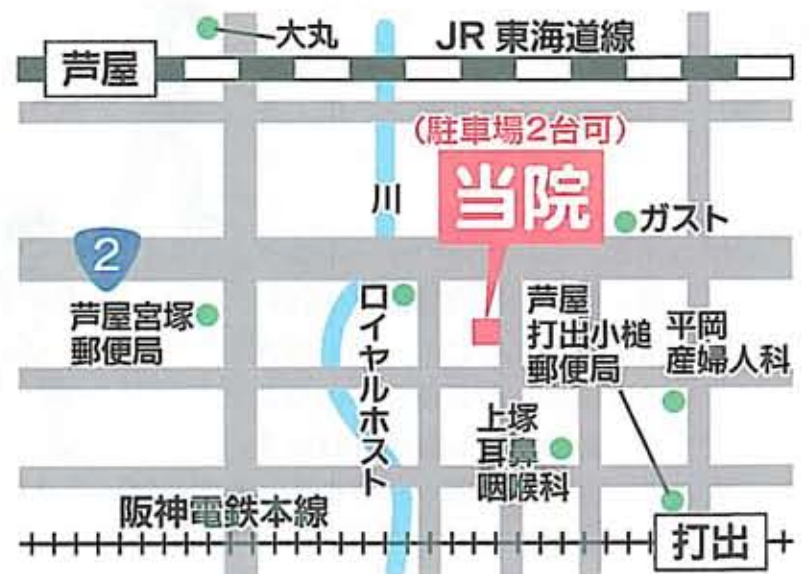 大丸
JR 東海道線
芦屋
（駐車場2台可）
当院
川
ガスト
2
芦屋宮塚
郵便局
ロイヤルホスト
芦屋
打出小槌
郵便局
平岡
産婦人科
上塚
耳鼻
咽喉科
阪神電鉄本線
打出